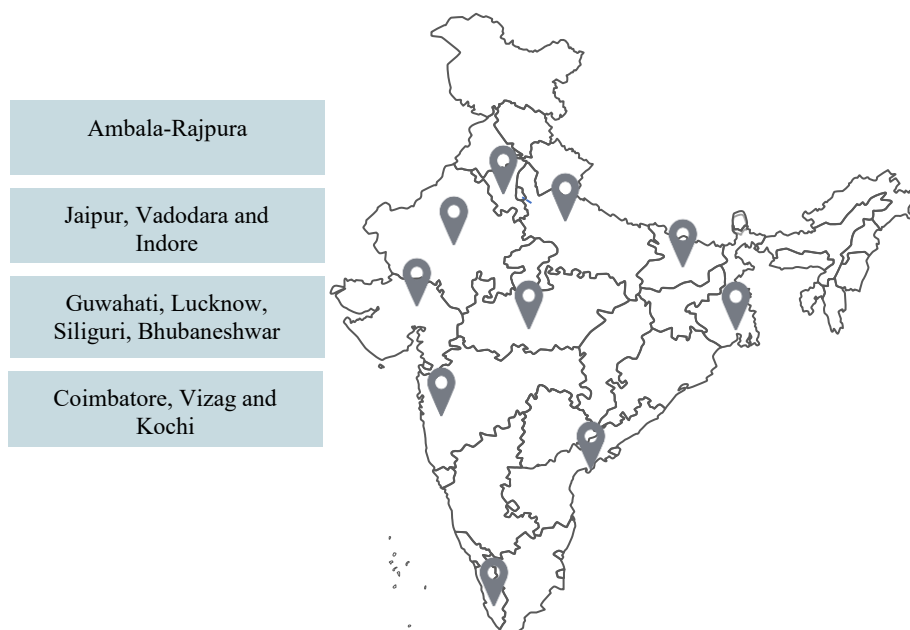 Ambala-Rajpura
Jaipur, Vadodara and
Indore
Guwahati, Lucknow,
Siliguri, Bhubaneshwar
Coimbatore, Vizag and
Kochi